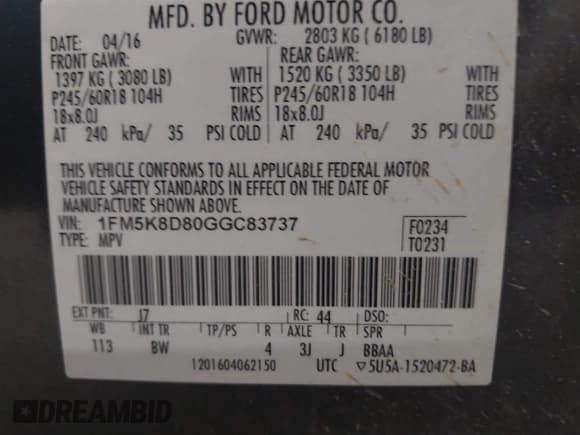 MFD. BY FORD MOTOR CO.
DATE: 04/16 GVWR: 2803 KG ( 6180 LB)
FRONT GAWR: REAR GAWR:
1397 KG ( 3080 LB) WITH 1520 KG ( 3350 LB) WITH
P245/60R18 104H TIRES P245/60R18 104H TIRES
18x8.0J RIMS 18x8.0J RIMS
AT 240 kPa/ 35 PSI COLD AT 240 kPa/ 35 PSI COLD
THIS VEHICLE CONFORMS TO ALL APPLICABLE FEDERAL MOTOR
VEHICLE SAFETY STANDARDS IN EFFECT ON THE DATE OF
MANUFACTURE SHOWN ABOVE.
VIN: 1FM5K8D80GGC83737 F0234
TYPE: MPV T0231
EXT PNT: J7 RC: 44 DSO:
WB INT TR TP/PS R AXLE TR SPR
113 BW 4 3J J BBAA
1201604062150 UTC ▽5U5A-1520472-BA
DREAMBID